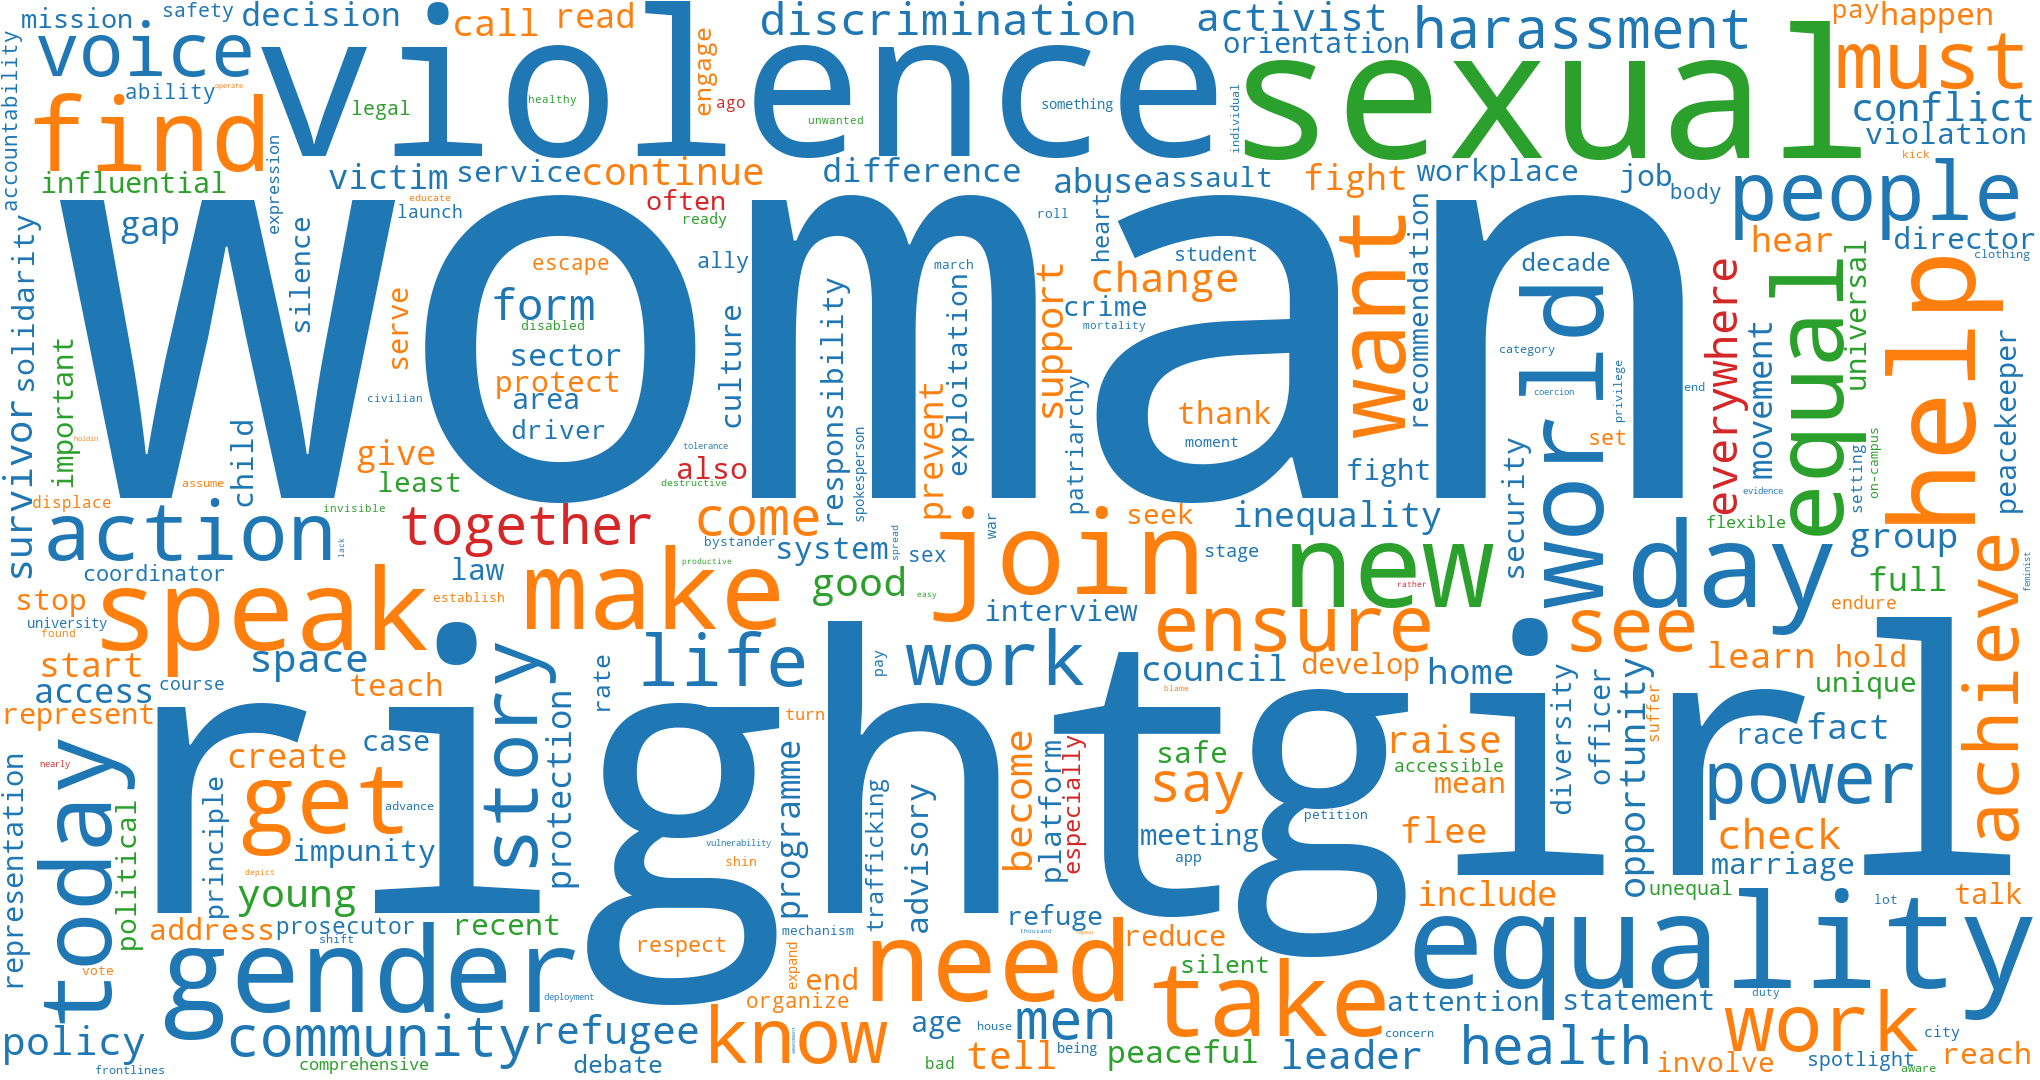 mission
safety
decision
call
read
discrimination
activist
orientation
harassment
pay
happen
voice
violence
sexual
must
accountability
ability
operate
legal
healthy
engage
ago
unwanted
something
individual
conflict
violation
kick
find
influential
expression
victim
educate
launch
service
continue
often
ready
difference
roll
abuse
assault
heart
fight
workplace
job
body
people
hear
director
clothing
gap
silence
solidarity
survivor
woman
escape
form
disabled
sector
protect
area
driver
ally
culture
march
responsibility
exploitation
support
student
change
crime
mortality
thank
moment
patriarchy
prevent
want
recommendation
decade
world
category
coercion
privilege
set
end
everywhere
movement
equal
universal
help
peacekeeper
important
serve
civilian
holdin
child
give
least
also
tolerance
destructive
spokesperson
fight
security
evidence
setting
on-campus
displace
assume
invisible
action
together
come
bystander
system
spread
sex
war
join
seek
stage
inequality
new
rather
day
flexible
group
full
feminist
coordinator
lack
law
establish
make
productive
good
easy
interview
ensure
see
endure
achieve
stop
university
found
speak
start
space
access
course
teach
represent
story
rate
life
pay
work
council
blame
develop
home
learn
hold
unique
right
girl
turn
protection
today
nearly
create
case
principle
get
advance
impunity
political
representation
depict
young
vulnerability
shin
programme
trafficking
advisory
become
platform
especially
safe
say
meeting
app
petition
raise
accessible
mean
flee
diversity
officer
opportunity
suffer
race
fact
power
check
marriage
include
unequal
lot
talk
address
prosecutor
shift
recent
respect
mechanism
refuge
thousand
reduce
silent
equality
vote
gender
deployment
expand
end
organize
need
take
attention
statement
duty
policy
community
refugee
know
age
house
men
being
concern
health
work
city
frontlines
comprehensive
debate
bad
tell
peaceful
leader
involve
spotlight
aware
reach